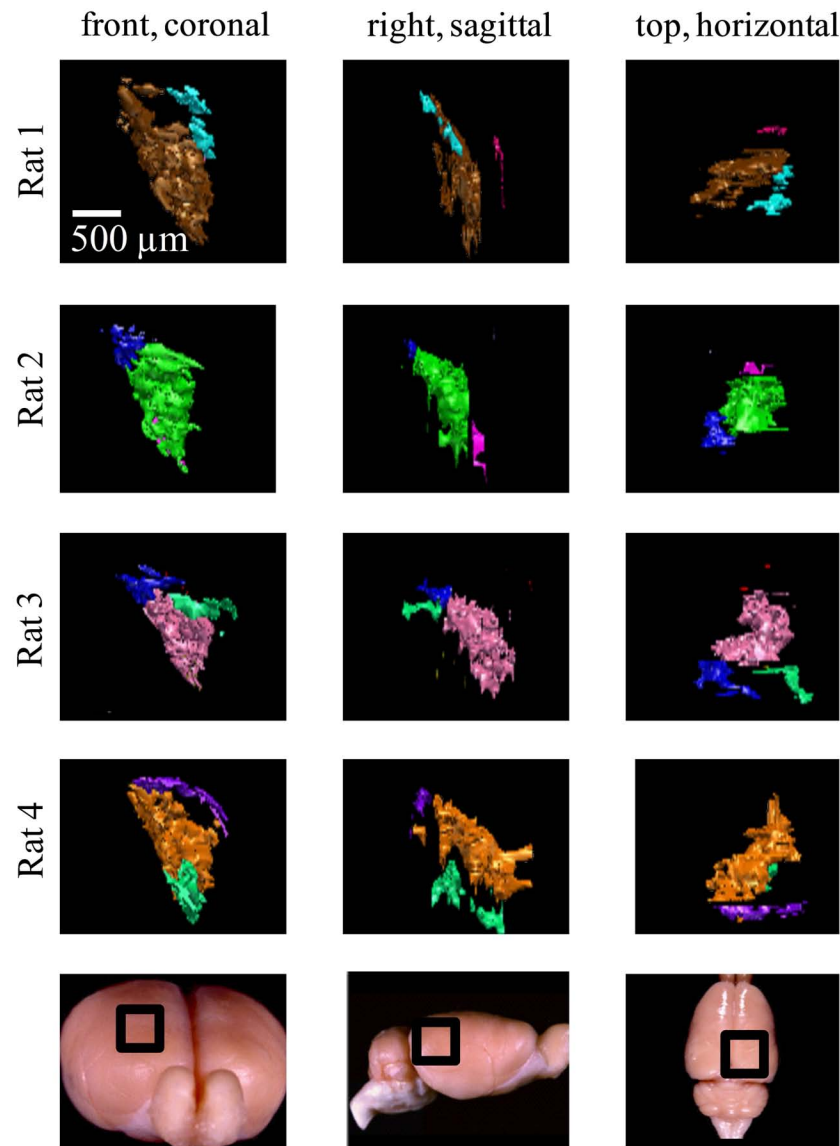 front, coronal
right, sagittal
top, horizontal
Rat 1
500 µm
Rat 2
Rat 3
Rat 4